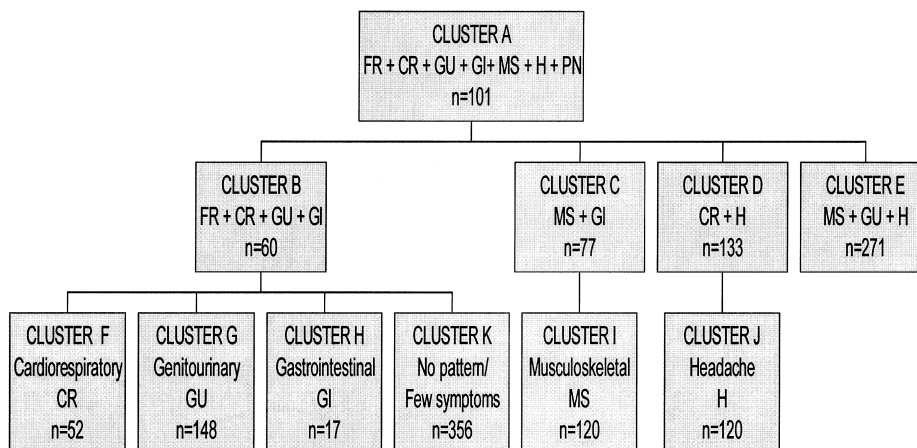 CLUSTER A
FR + CR + GU + GI+ MS + H + PN
n=101
CLUSTER B
FR + CR + GU + GI
n=60
CLUSTER C
MS + GI
n=77
CLUSTER D
CR + H
n=133
CLUSTER E
MS + GU + H
n=271
CLUSTER F
Cardiorespiratory
CR
n=52
CLUSTER G
Genitourinary
GU
n=148
CLUSTER H
Gastrointestinal
GI
n=17
CLUSTER K
No pattern/
Few symptoms
n=356
CLUSTER I
Musculoskeletal
MS
n=120
CLUSTER J
Headache
H
n=120